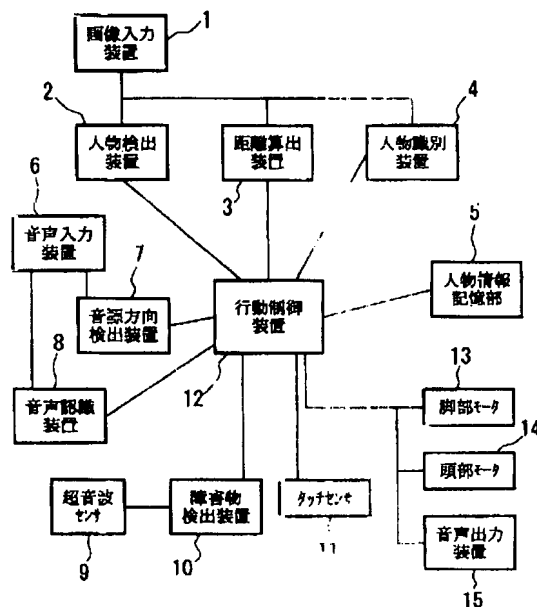 1
画像入力
装置
2
人物検出
装置
距離算出
装置
3
4
人物識別
装置
6
音声入力
装置
7
音源方向
検出装置
8
音声認識
装置
行動制御
装置
12
5
人物情報
記憶部
13
脚部モータ
14
頭部モータ
音声出力
装置
15
超音波
センサ
9
障害物
検出装置
10
タッチセンサ
11